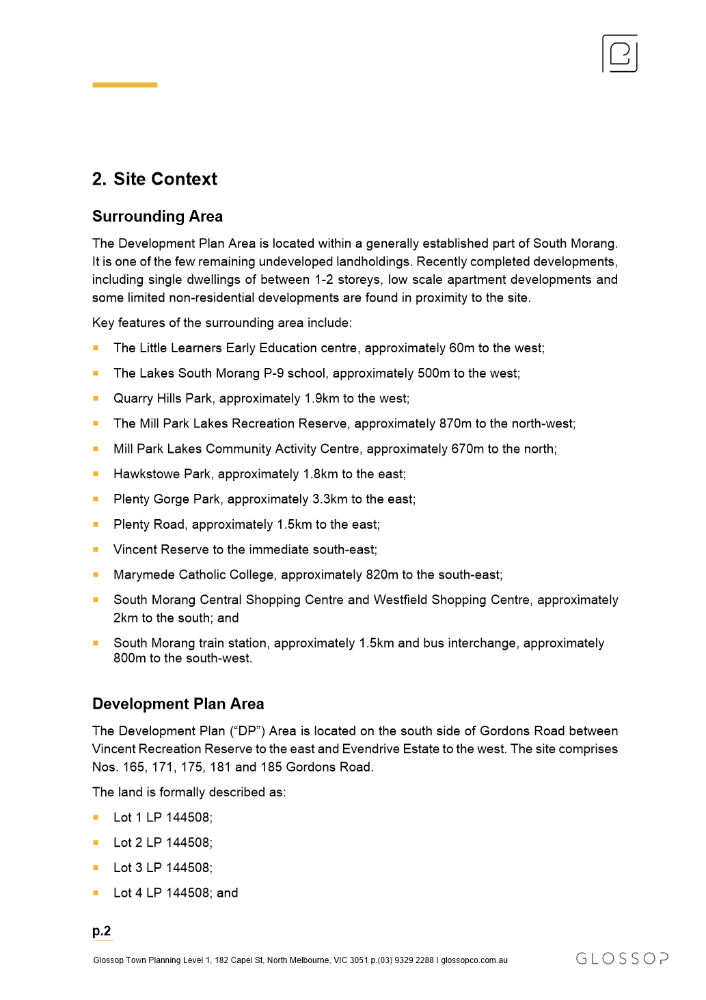 2. Site Context
Surrounding Area
The Development Plan Area is located within a generally established part of South Morang.
It is one of the few remaining undeveloped landholdings. Recently completed developments,
including single dwellings of between 1-2 storeys, low scale apartment developments and
some limited non-residential developments are found in proximity to the site.
Key features of the surrounding area include:
The Little Learners Early Education centre, approximately 60m to the west;
The Lakes South Morang P-9 school, approximately 500m to the west;
Quarry Hills Park, approximately 1.9km to the west;
The Mill Park Lakes Recreation Reserve, approximately 870m to the north-west;
Mill Park Lakes Community Activity Centre, approximately 670m to the north;
Hawkstowe Park, approximately 1.8km to the east;
Plenty Gorge Park, approximately 3.3km to the east;
Plenty Road, approximately 1.5km to the east;
Vincent Reserve to the immediate south-east;
Marymede Catholic College, approximately 820m to the south-east;
South Morang Central Shopping Centre and Westfield Shopping Centre, approximately
2km to the south; and
South Morang train station, approximately 1.5km and bus interchange, approximately
800m to the south-west.
Development Plan Area
The Development Plan (“DP”) Area is located on the south side of Gordons Road between
Vincent Recreation Reserve to the east and Evendrive Estate to the west. The site comprises
Nos. 165, 171, 175, 181 and 185 Gordons Road.
The land is formally described as:
Lot 1 LP 144508;
Lot 2 LP 144508;
Lot 3 LP 144508;
Lot 4 LP 144508; and
p.2
Glossop Town Planning Level 1, 182 Capel St, North Melbourne, VIC 3051 p.(03) 9329 2288 I glossopco.com.au
GLOSSOP